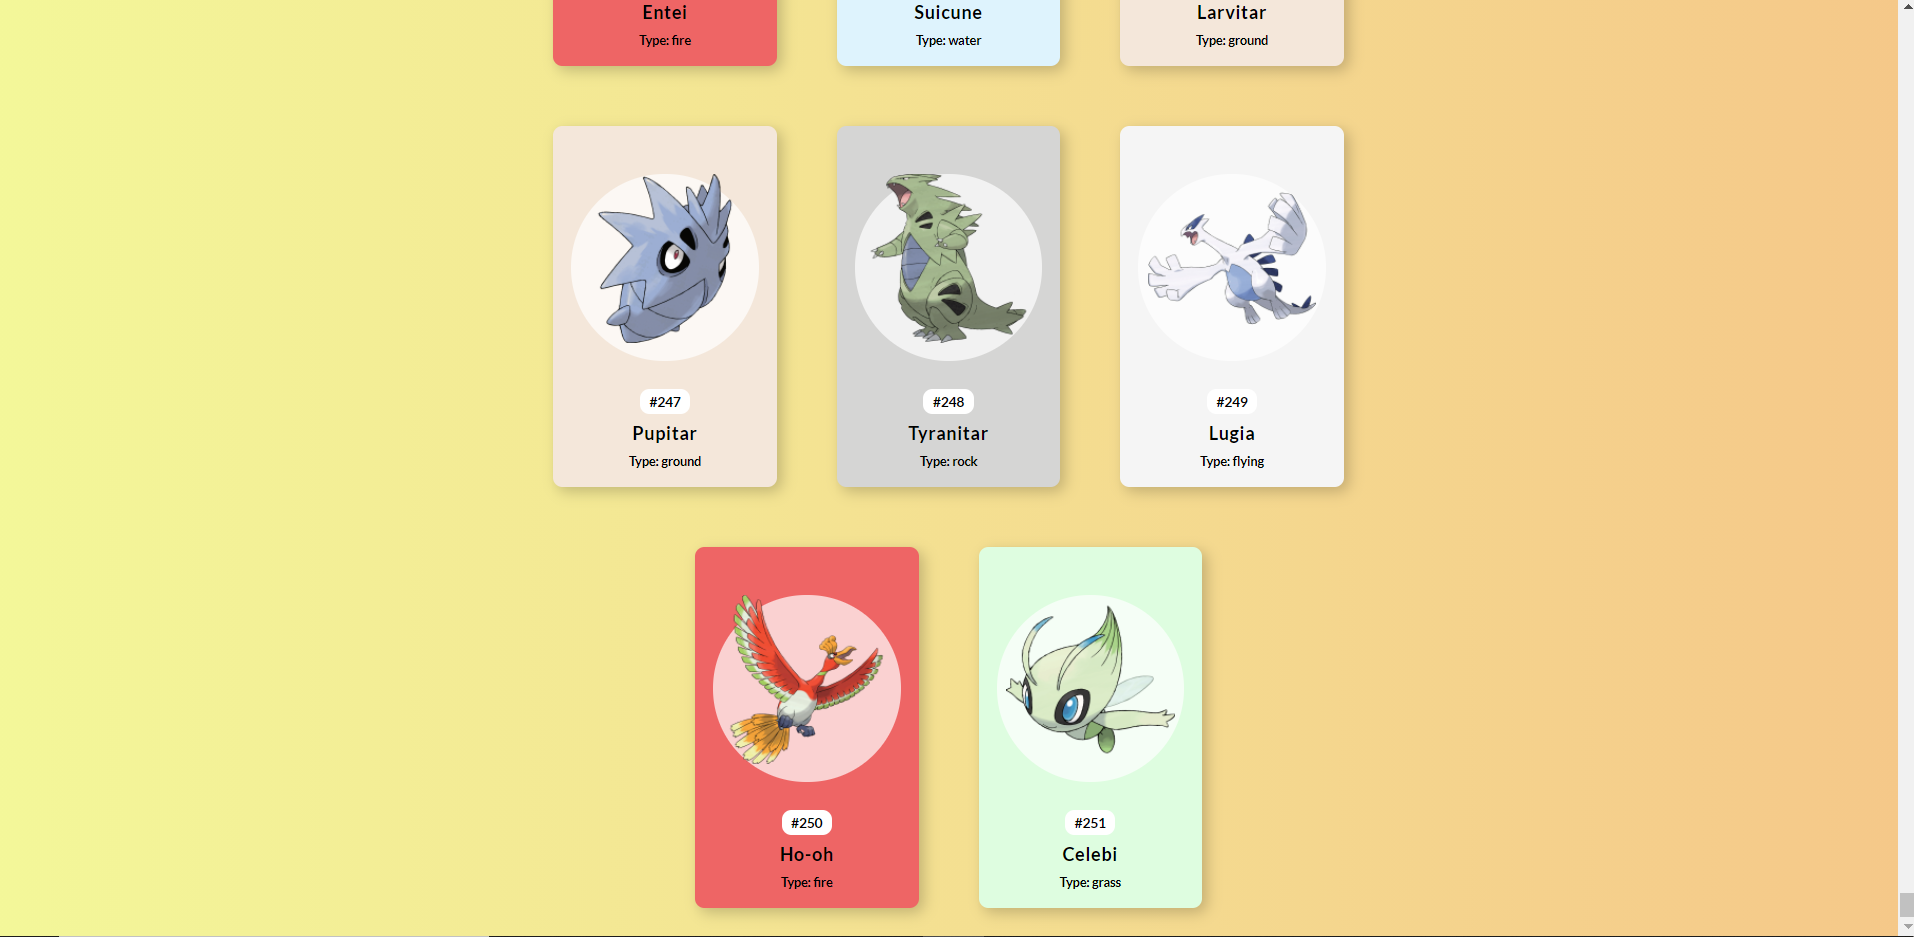 Entei
Type: fire
Suicune
Type: water
Larvitar
Type: ground
#247
Pupitar
Type: ground
#248
Tyranitar
Type: rock
#249
Lugia
Type: flying
#250
Ho-oh
Type: fire
#251
Celebi
Type: grass